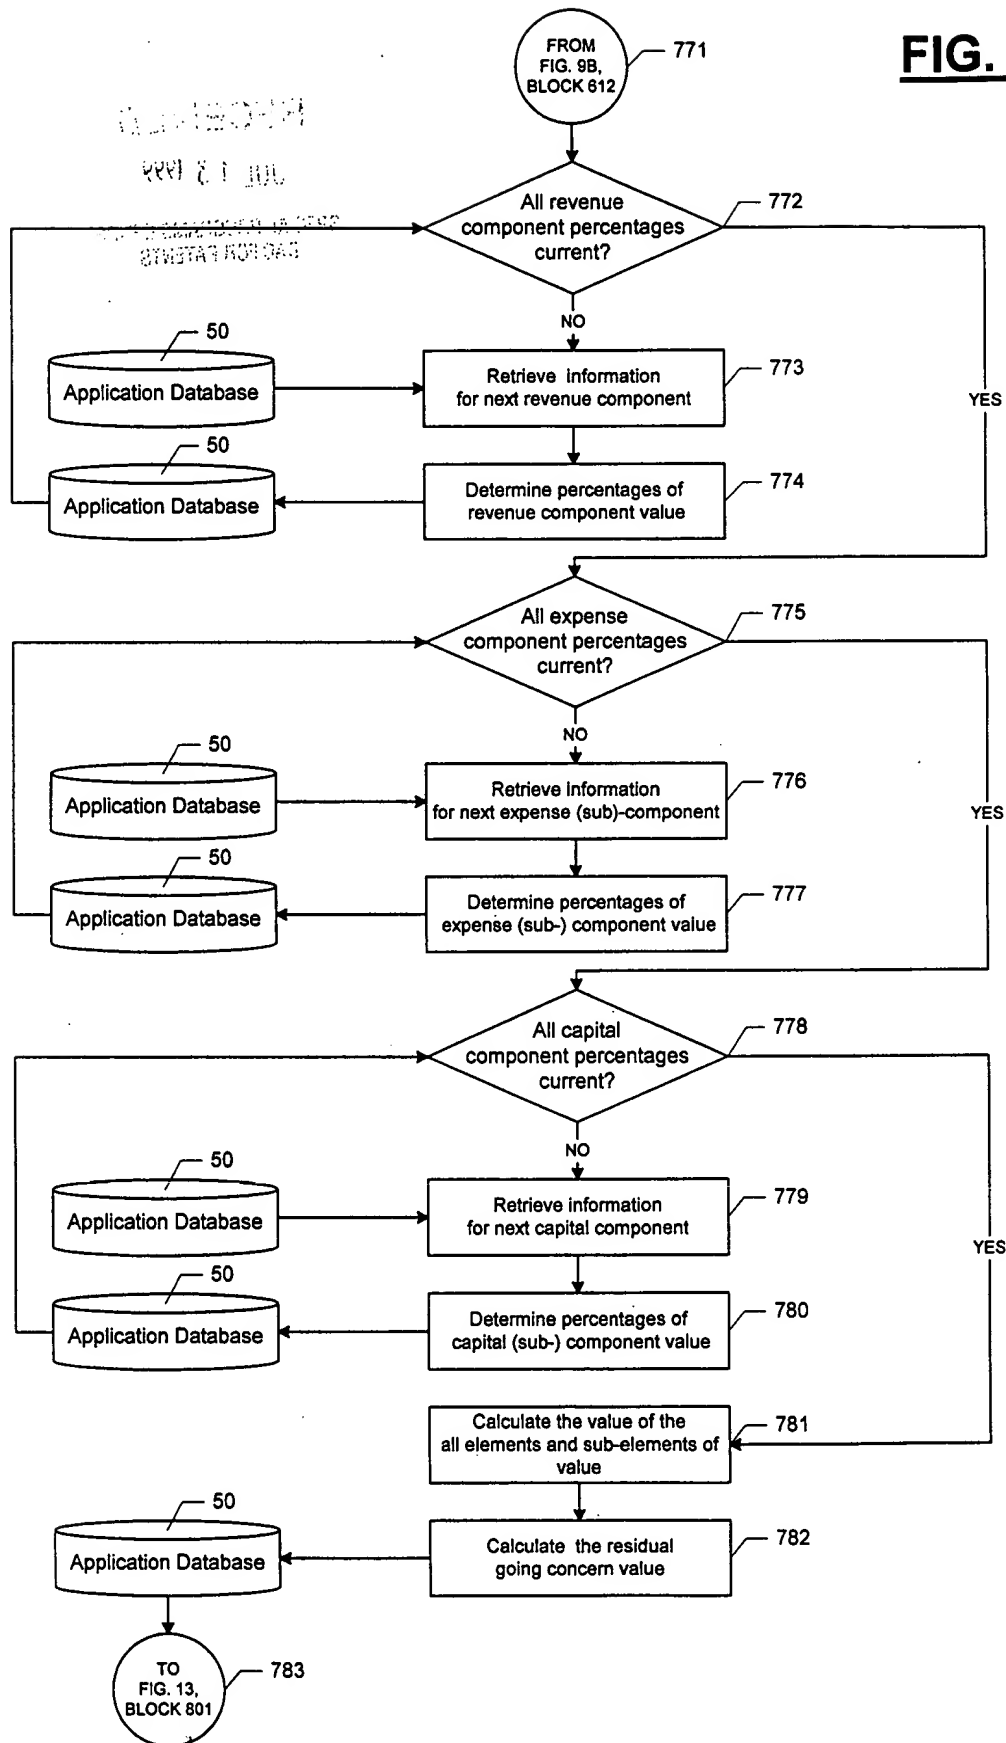 FIG.
FROM
FIG. 9B,
BLOCK 612
771
All revenue
component percentages
current?
772
NO
YES
50
Application Database
Retrieve information
for next revenue component
773
50
Application Database
Determine percentages of
revenue component value
774
All expense
component percentages
current?
775
NO
YES
50
Application Database
Retrieve information
for next expense (sub)-component
776
50
Application Database
Determine percentages of
expense (sub-) component value
777
All capital
component percentages
current?
778
NO
YES
50
Application Database
Retrieve information
for next capital component
779
50
Application Database
Determine percentages of
capital (sub-) component value
780
Calculate the value of the
all elements and sub-elements of
value
781
50
Application Database
Calculate the residual
going concern value
782
TO
FIG. 13,
BLOCK 801
783
JUL 13 1999